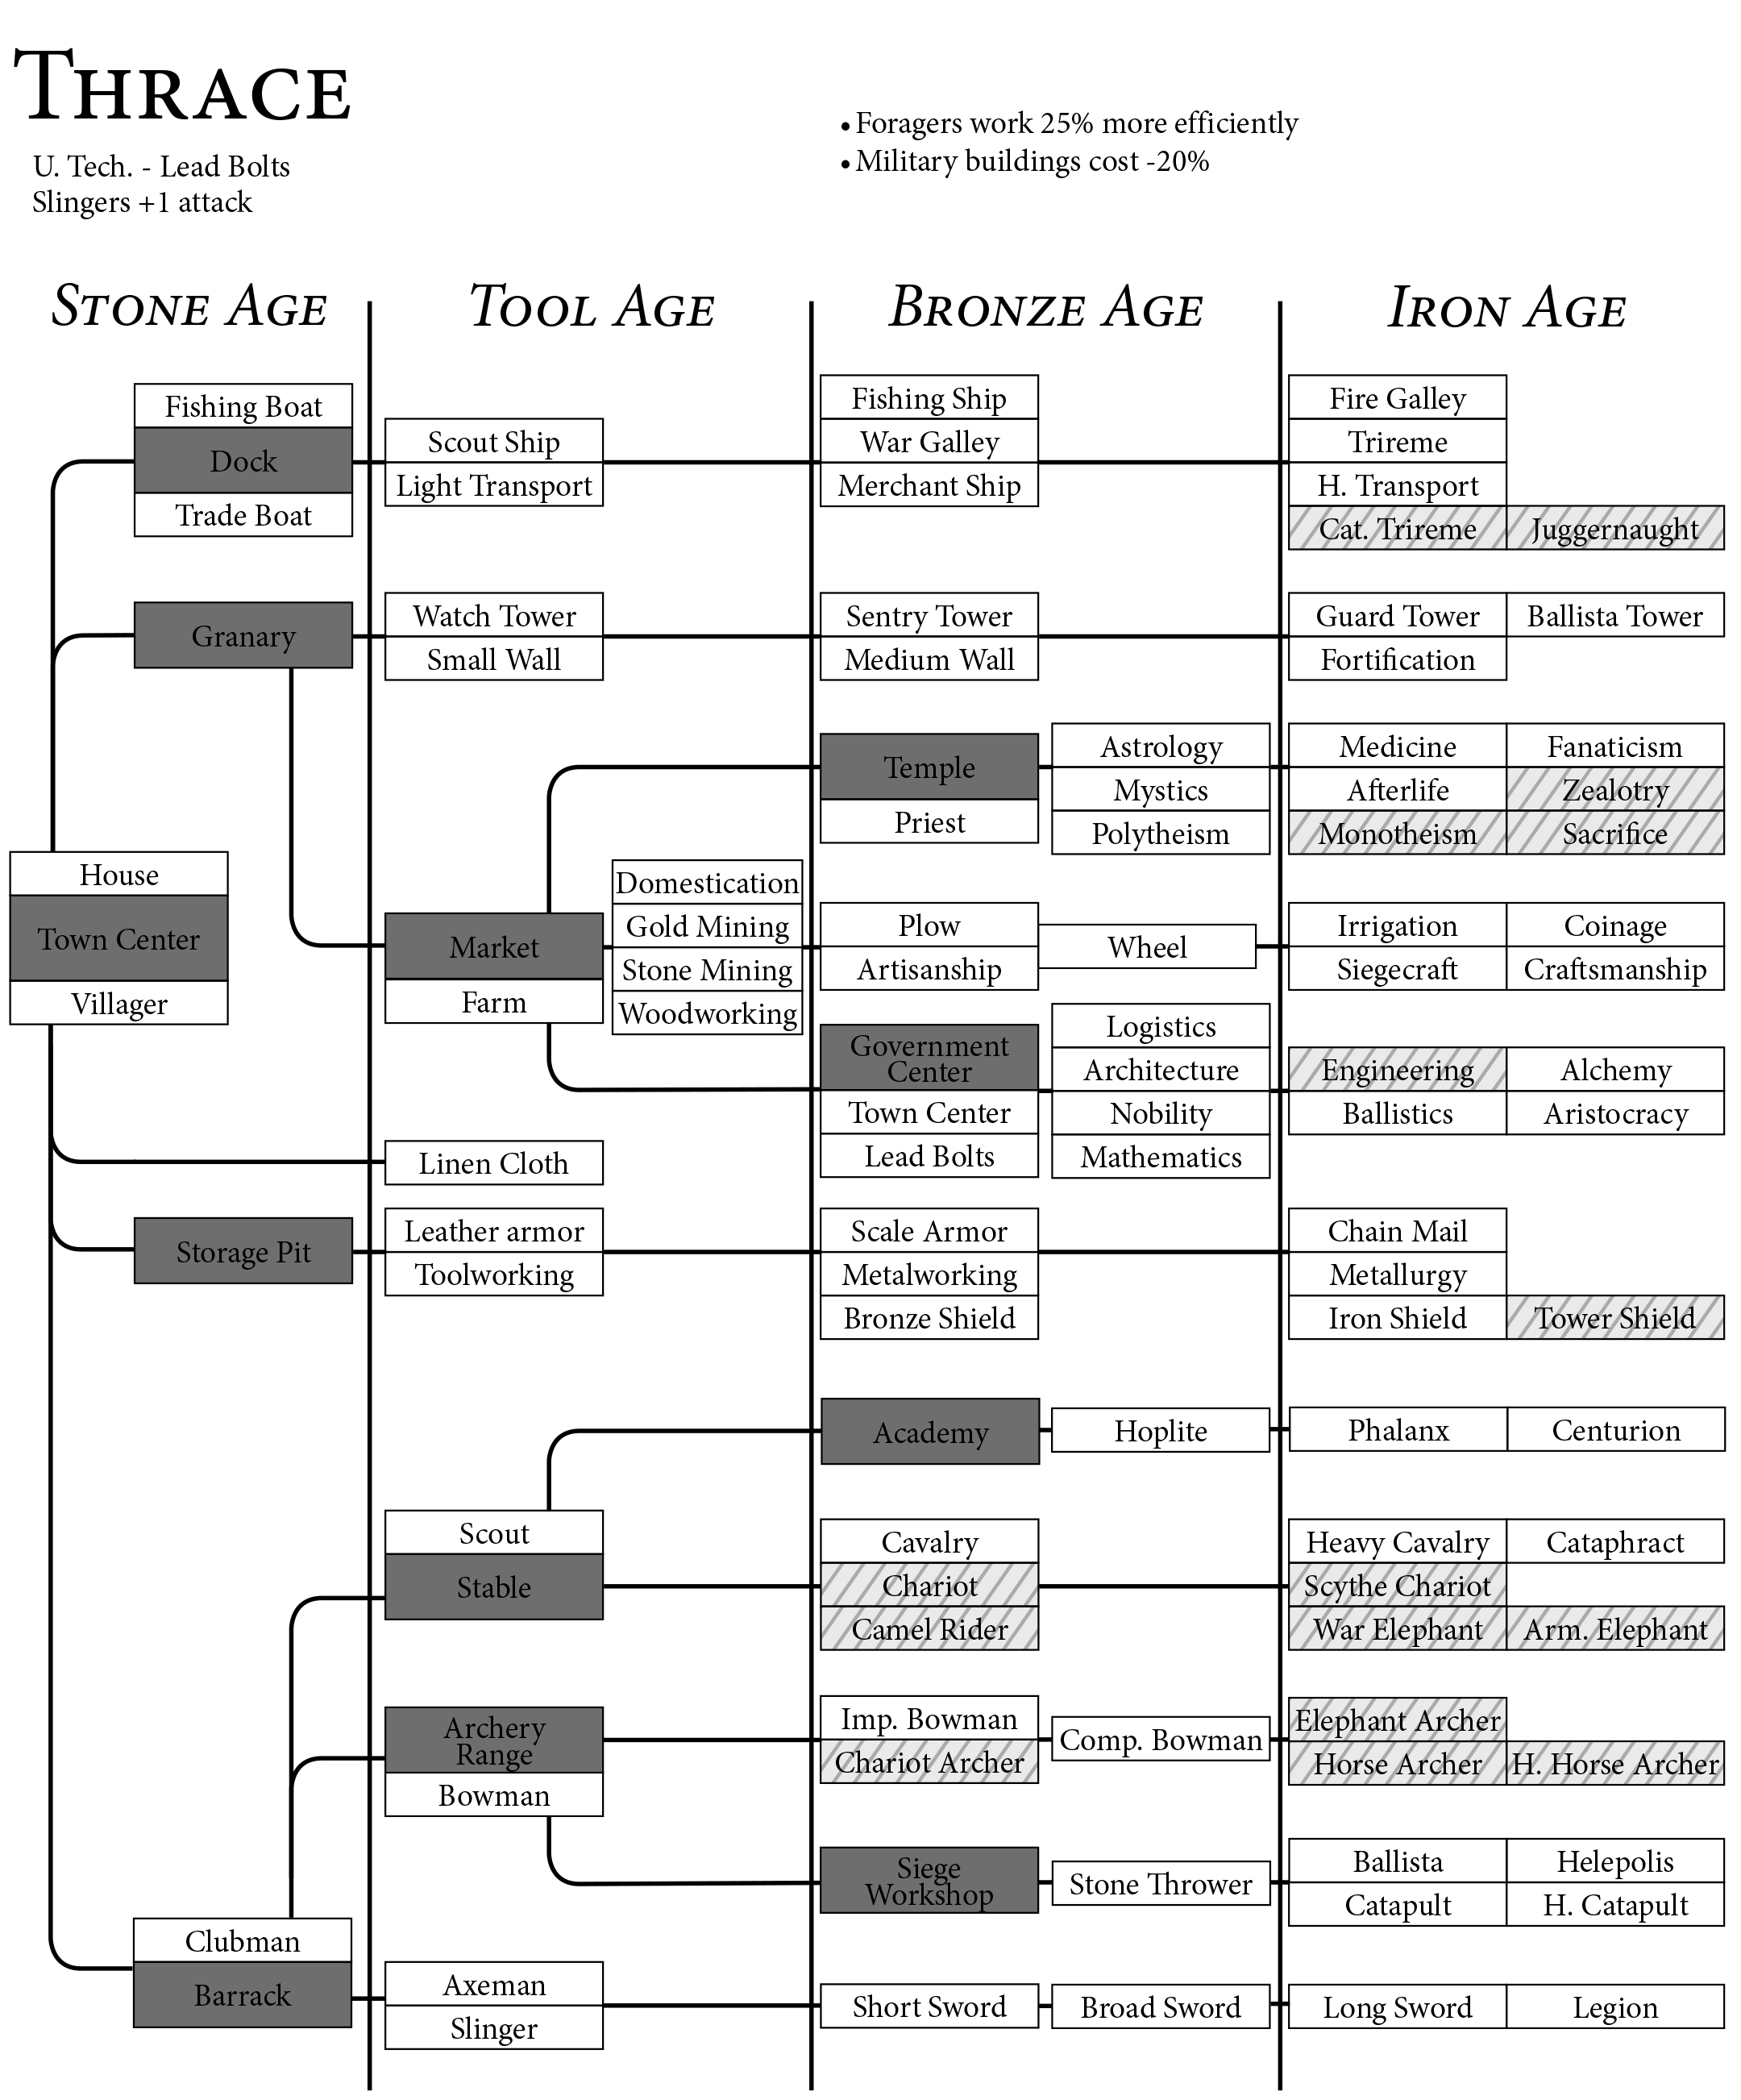 THRACE
U. Tech. - Lead Bolts
Slingers +1 attack
• Foragers work 25% more efficiently
• Military buildings cost -20%
STONE AGE
TOOL AGE
BRONZE AGE
IRON AGE
Fishing Boat
Dock
Trade Boat
Scout Ship
Light Transport
Fishing Ship
War Galley
Merchant Ship
Fire Galley
Trireme
H. Transport
Cat. Trireme
Juggernaught
Granary
Watch Tower
Small Wall
Sentry Tower
Medium Wall
Guard Tower
Ballista Tower
Fortification
Temple
Priest
Astrology
Mystics
Polytheism
Medicine
Fanaticism
Afterlife
Zealotry
Monotheism
Sacrifice
House
Town Center
Villager
Market
Farm
Domestication
Gold Mining
Stone Mining
Woodworking
Plow
Artisanship
Wheel
Irrigation
Coinage
Siegecraft
Craftsmanship
Government
Center
Town Center
Lead Bolts
Logistics
Architecture
Nobility
Mathematics
Engineering
Alchemy
Ballistics
Aristocracy
Linen Cloth
Storage Pit
Leather armor
Toolworking
Scale Armor
Metalworking
Bronze Shield
Chain Mail
Metallurgy
Iron Shield
Tower Shield
Academy
Hoplite
Phalanx
Centurion
Scout
Stable
Cavalry
Chariot
Camel Rider
Heavy Cavalry
Cataphract
Scythe Chariot
War Elephant
Arm. Elephant
Archery
Range
Bowman
Imp. Bowman
Chariot Archer
Comp. Bowman
Elephant Archer
Horse Archer
H. Horse Archer
Siege
Workshop
Stone Thrower
Ballista
Helepolis
Catapult
H. Catapult
Clubman
Barrack
Axeman
Slinger
Short Sword
Broad Sword
Long Sword
Legion